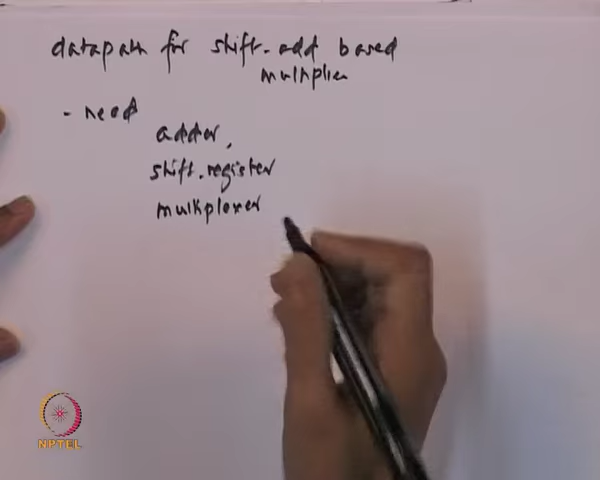 datapath for shift-add based
multiplier
- need
adder,
shift-register
multiplexer
NPTEL